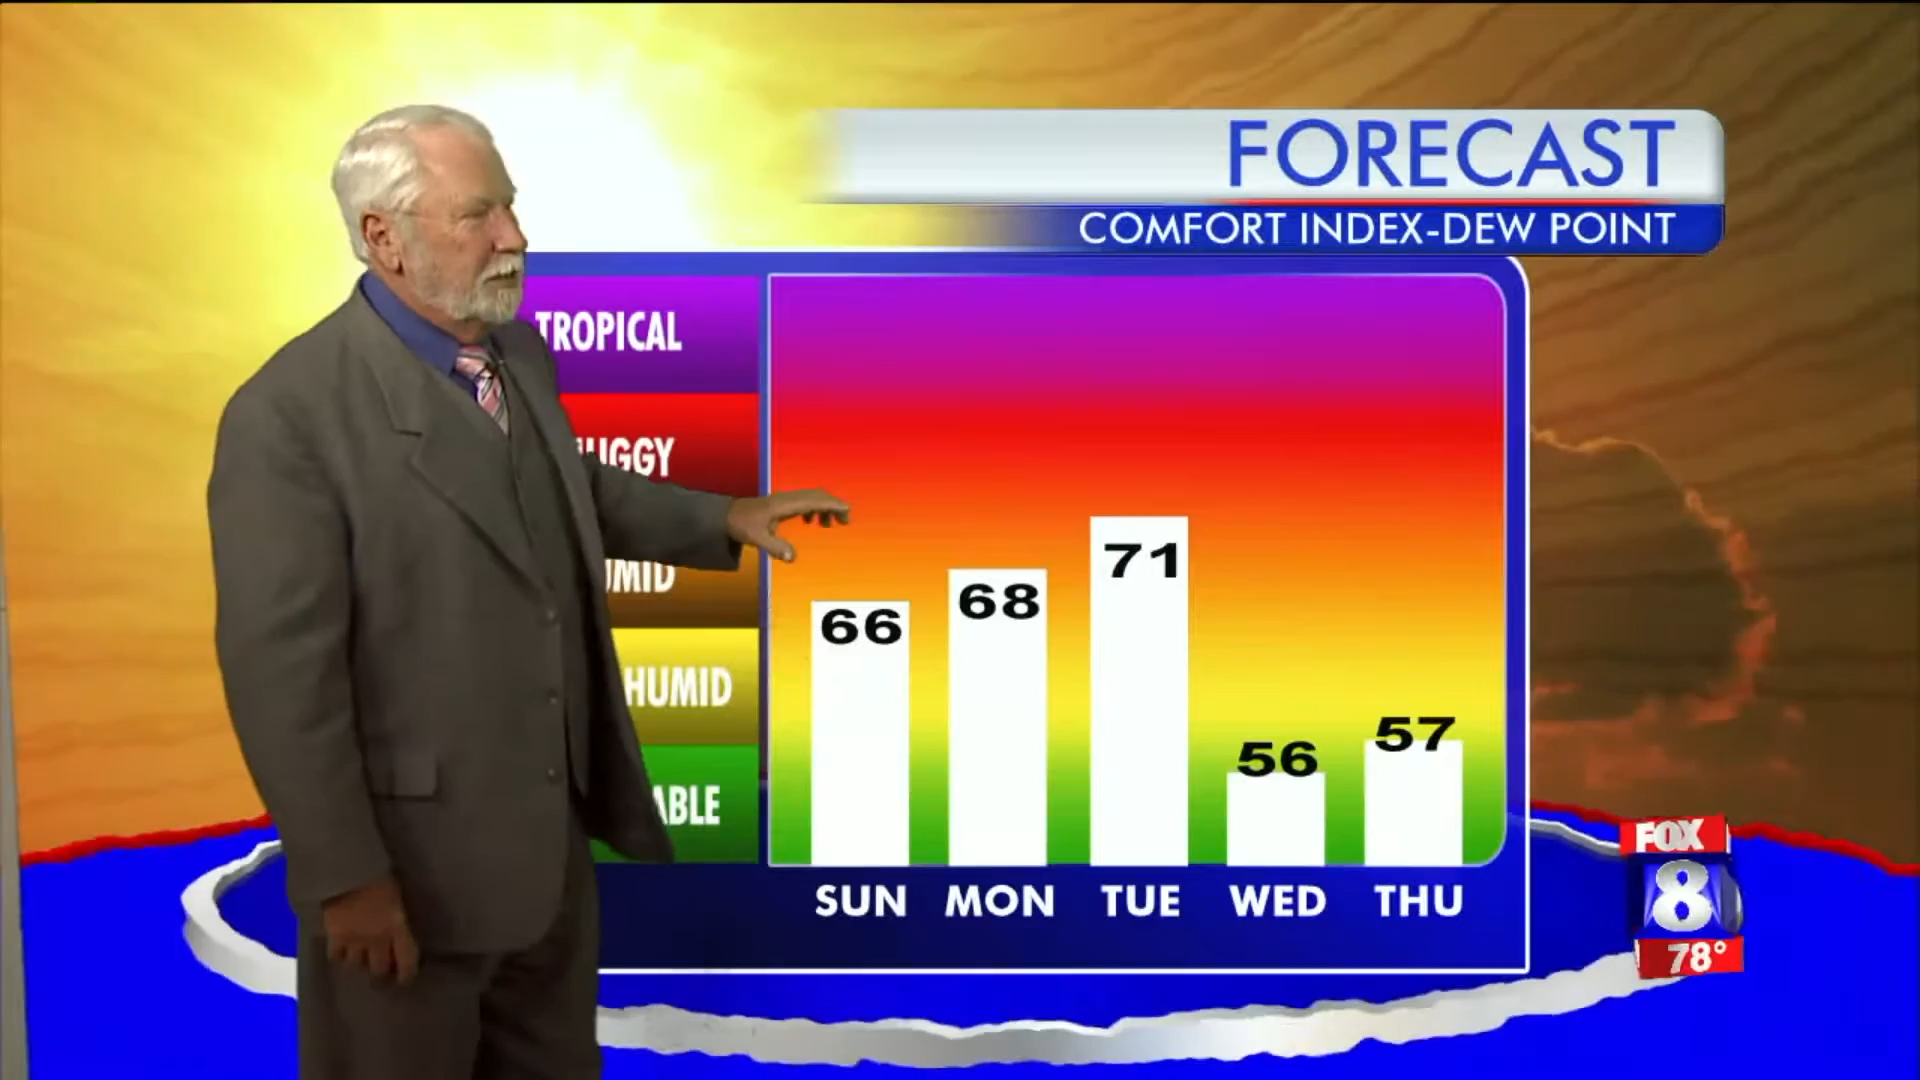 FORECAST
COMFORT INDEX-DEW POINT
TROPICAL
HUMID
66
68
71
56
57
SUN MON TUE WED THU
FOX
8
78°